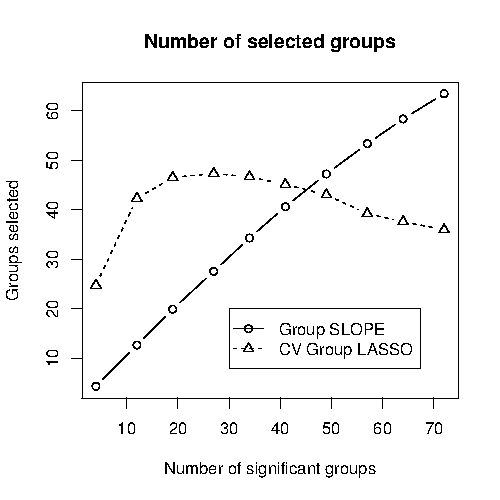 Number of selected groups
Groups selected
60
50
40
30
20
10
Group SLOPE
CV Group LASSO
10 20 30 40 50 60 70
Number of significant groups